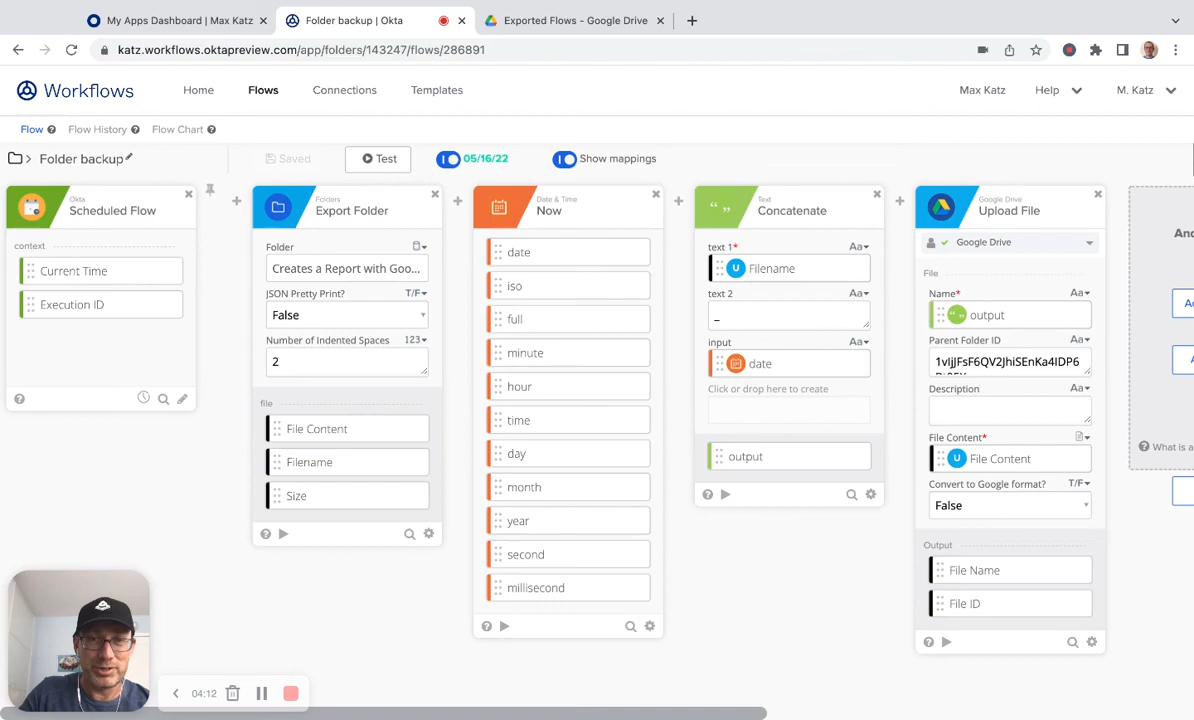 My Apps Dashboard | Max Katz
Folder backup | Okta
Exported Flows - Google Drive
katz.workflows.oktapreview.com/app/folders/143247/flows/286891
Workflows
Home
Flows
Connections
Templates
Max Katz
Help
M. Katz
Flow
Flow History
Flow Chart
Folder backup
Saved
Test
05/16/22
Show mappings
Okta
Scheduled Flow
context
Current Time
Execution ID
Folders
Export Folder
Folder
Creates a Report with Goo...
JSON Pretty Print?
T/F
False
Number of Indented Spaces
123
2
file
File Content
Filename
Size
Date & Time
Now
date
iso
full
minute
hour
time
day
month
year
second
millisecond
Text
Concatenate
text 1*
Aa
Filename
text 2
Aa
_
input
Aa
date
Click or drop here to create
output
Google Drive
Upload File
Google Drive
File
Name*
Aa
output
Parent Folder ID
Aa
Description
Aa
File Content*
File Content
Convert to Google format?
T/F
False
Output
File Name
File ID
What is a
04:12